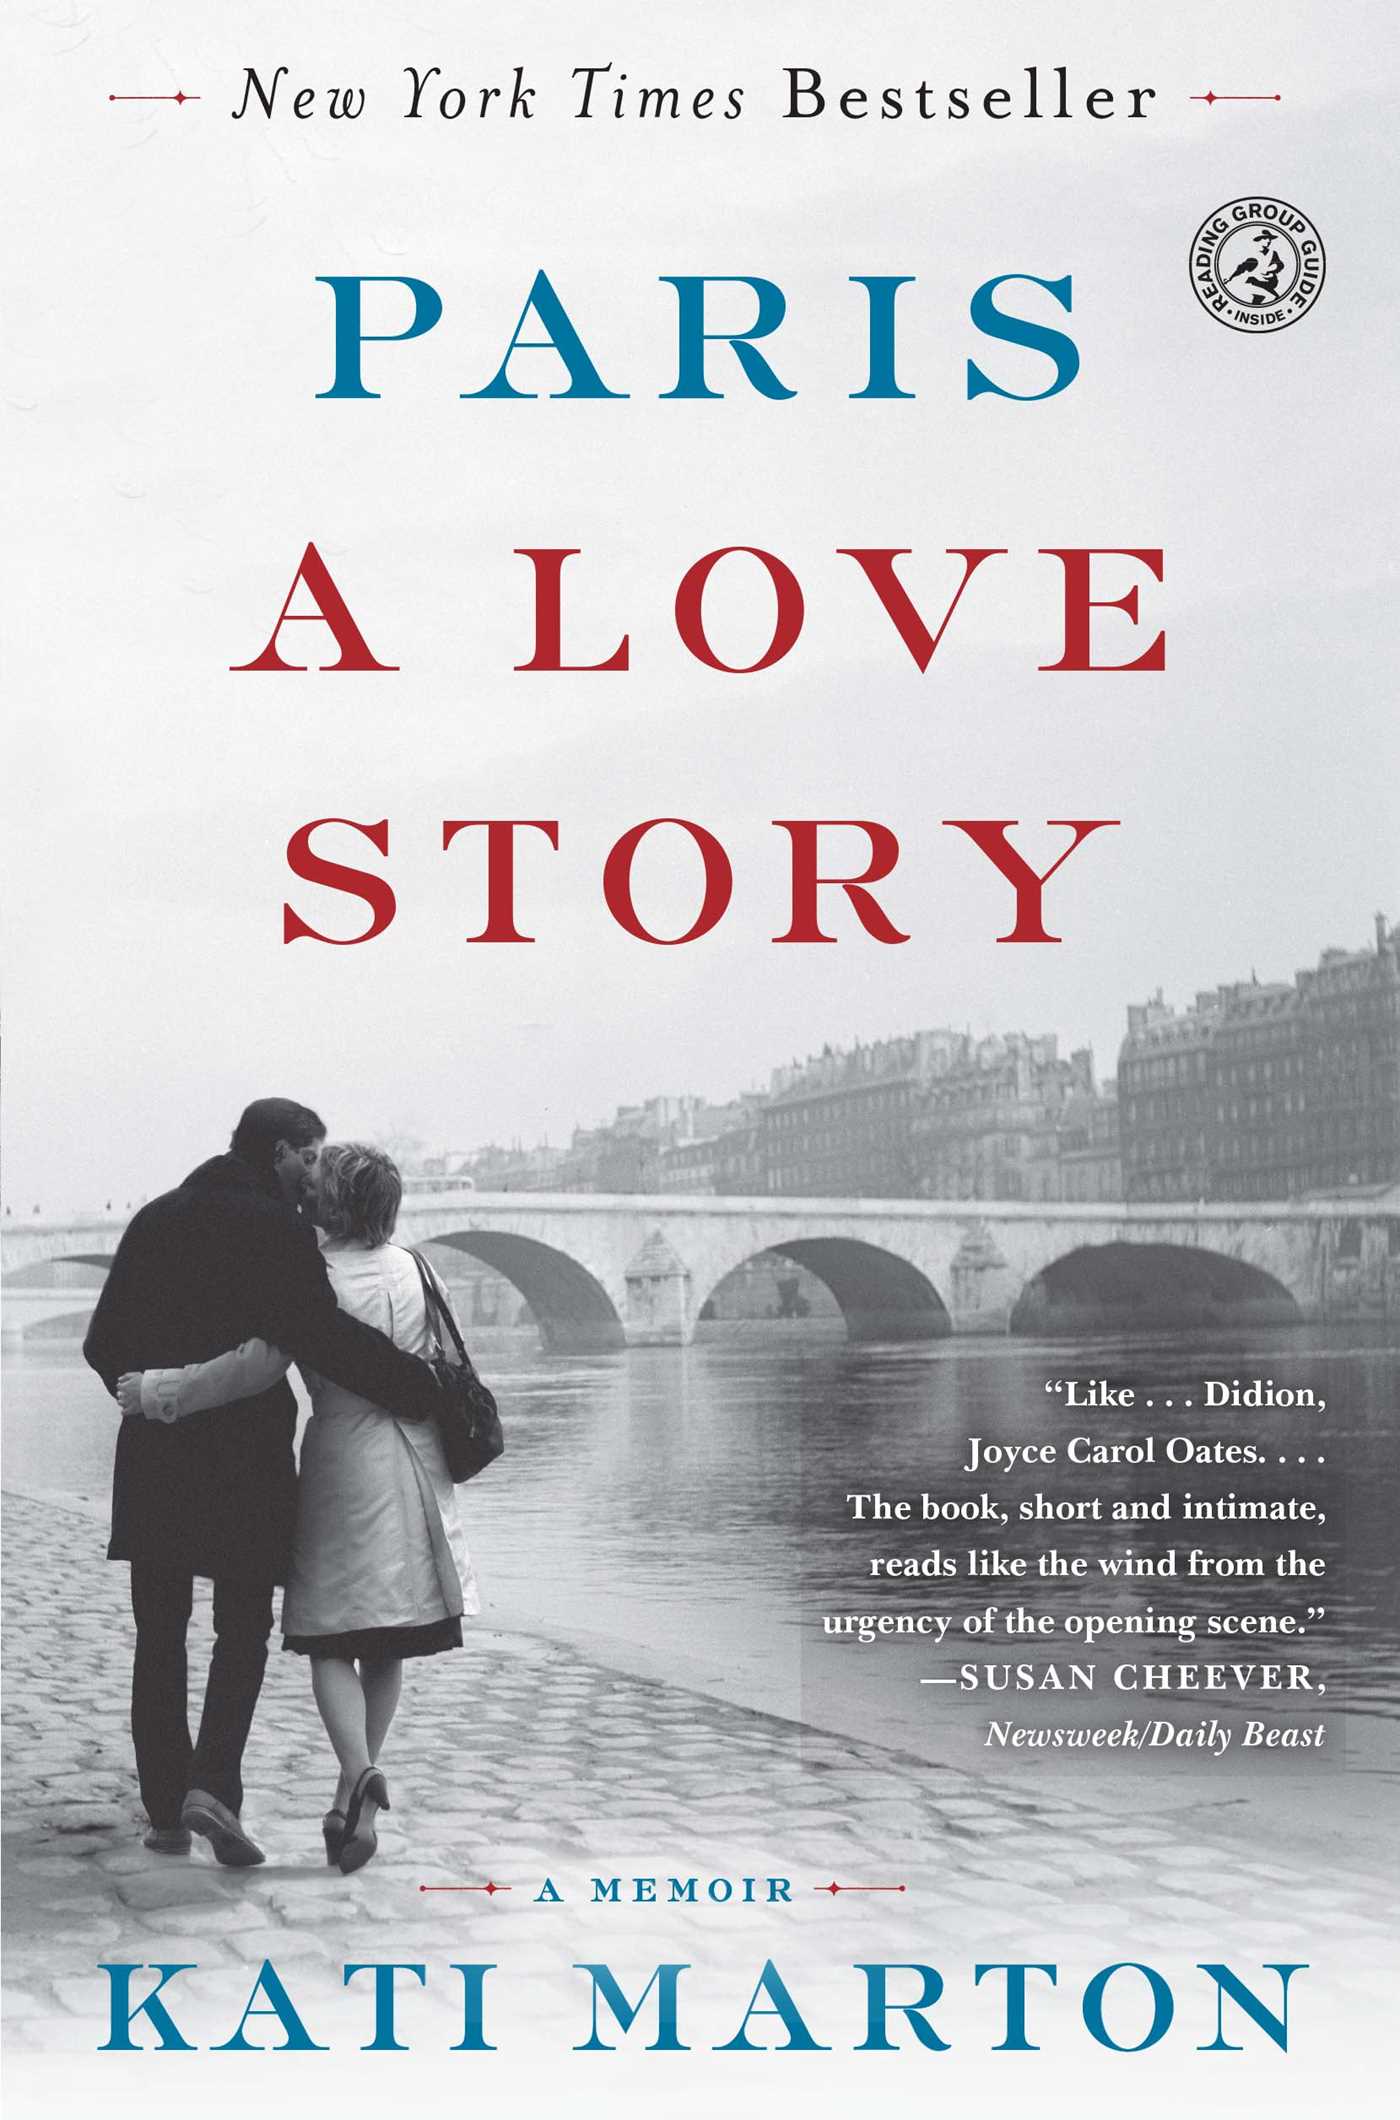 New York Times Bestseller
READING GROUP GUIDE
• INSIDE •
PARIS
A LOVE
STORY
“Like . . . Didion,
Joyce Carol Oates. . . .
The book, short and intimate,
reads like the wind from the
urgency of the opening scene.”
—SUSAN CHEEVER,
Newsweek/Daily Beast
A MEMOIR
KATI MARTON